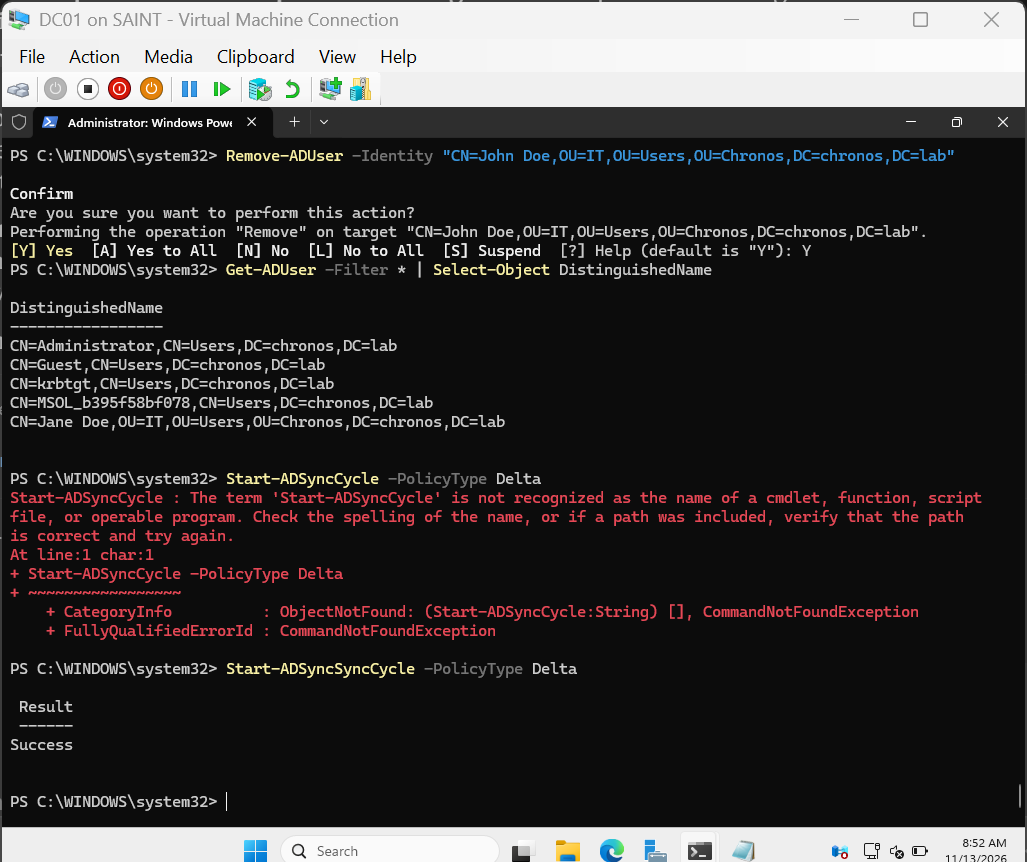 DC01 on SAINT - Virtual Machine Connection
File Action Media Clipboard View Help
Administrator: Windows Powe
PS C:\WINDOWS\system32> Remove-ADUser -Identity "CN=John Doe,OU=IT,OU=Users,OU=Chronos,DC=chronos,DC=lab"
Confirm
Are you sure you want to perform this action?
Performing the operation "Remove" on target "CN=John Doe,OU=IT,OU=Users,OU=Chronos,DC=chronos,DC=lab".
[Y] Yes  [A] Yes to All  [N] No  [L] No to All  [S] Suspend  [?] Help (default is "Y"): Y
PS C:\WINDOWS\system32> Get-ADUser -Filter * | Select-Object DistinguishedName
DistinguishedName
-----------------
CN=Administrator,CN=Users,DC=chronos,DC=lab
CN=Guest,CN=Users,DC=chronos,DC=lab
CN=krbtgt,CN=Users,DC=chronos,DC=lab
CN=MSOL_b395f58bf078,CN=Users,DC=chronos,DC=lab
CN=Jane Doe,OU=IT,OU=Users,OU=Chronos,DC=chronos,DC=lab
PS C:\WINDOWS\system32> Start-ADSyncCycle -PolicyType Delta
Start-ADSyncCycle : The term 'Start-ADSyncCycle' is not recognized as the name of a cmdlet, function, script
file, or operable program. Check the spelling of the name, or if a path was included, verify that the path
is correct and try again.
At line:1 char:1
+ Start-ADSyncCycle -PolicyType Delta
+ ~~~~~~~~~~~~~~~~~
    + CategoryInfo          : ObjectNotFound: (Start-ADSyncCycle:String) [], CommandNotFoundException
    + FullyQualifiedErrorId : CommandNotFoundException
PS C:\WINDOWS\system32> Start-ADSyncSyncCycle -PolicyType Delta
 Result
 ------
Success
PS C:\WINDOWS\system32>
Search
8:52 AM
11/13/2026